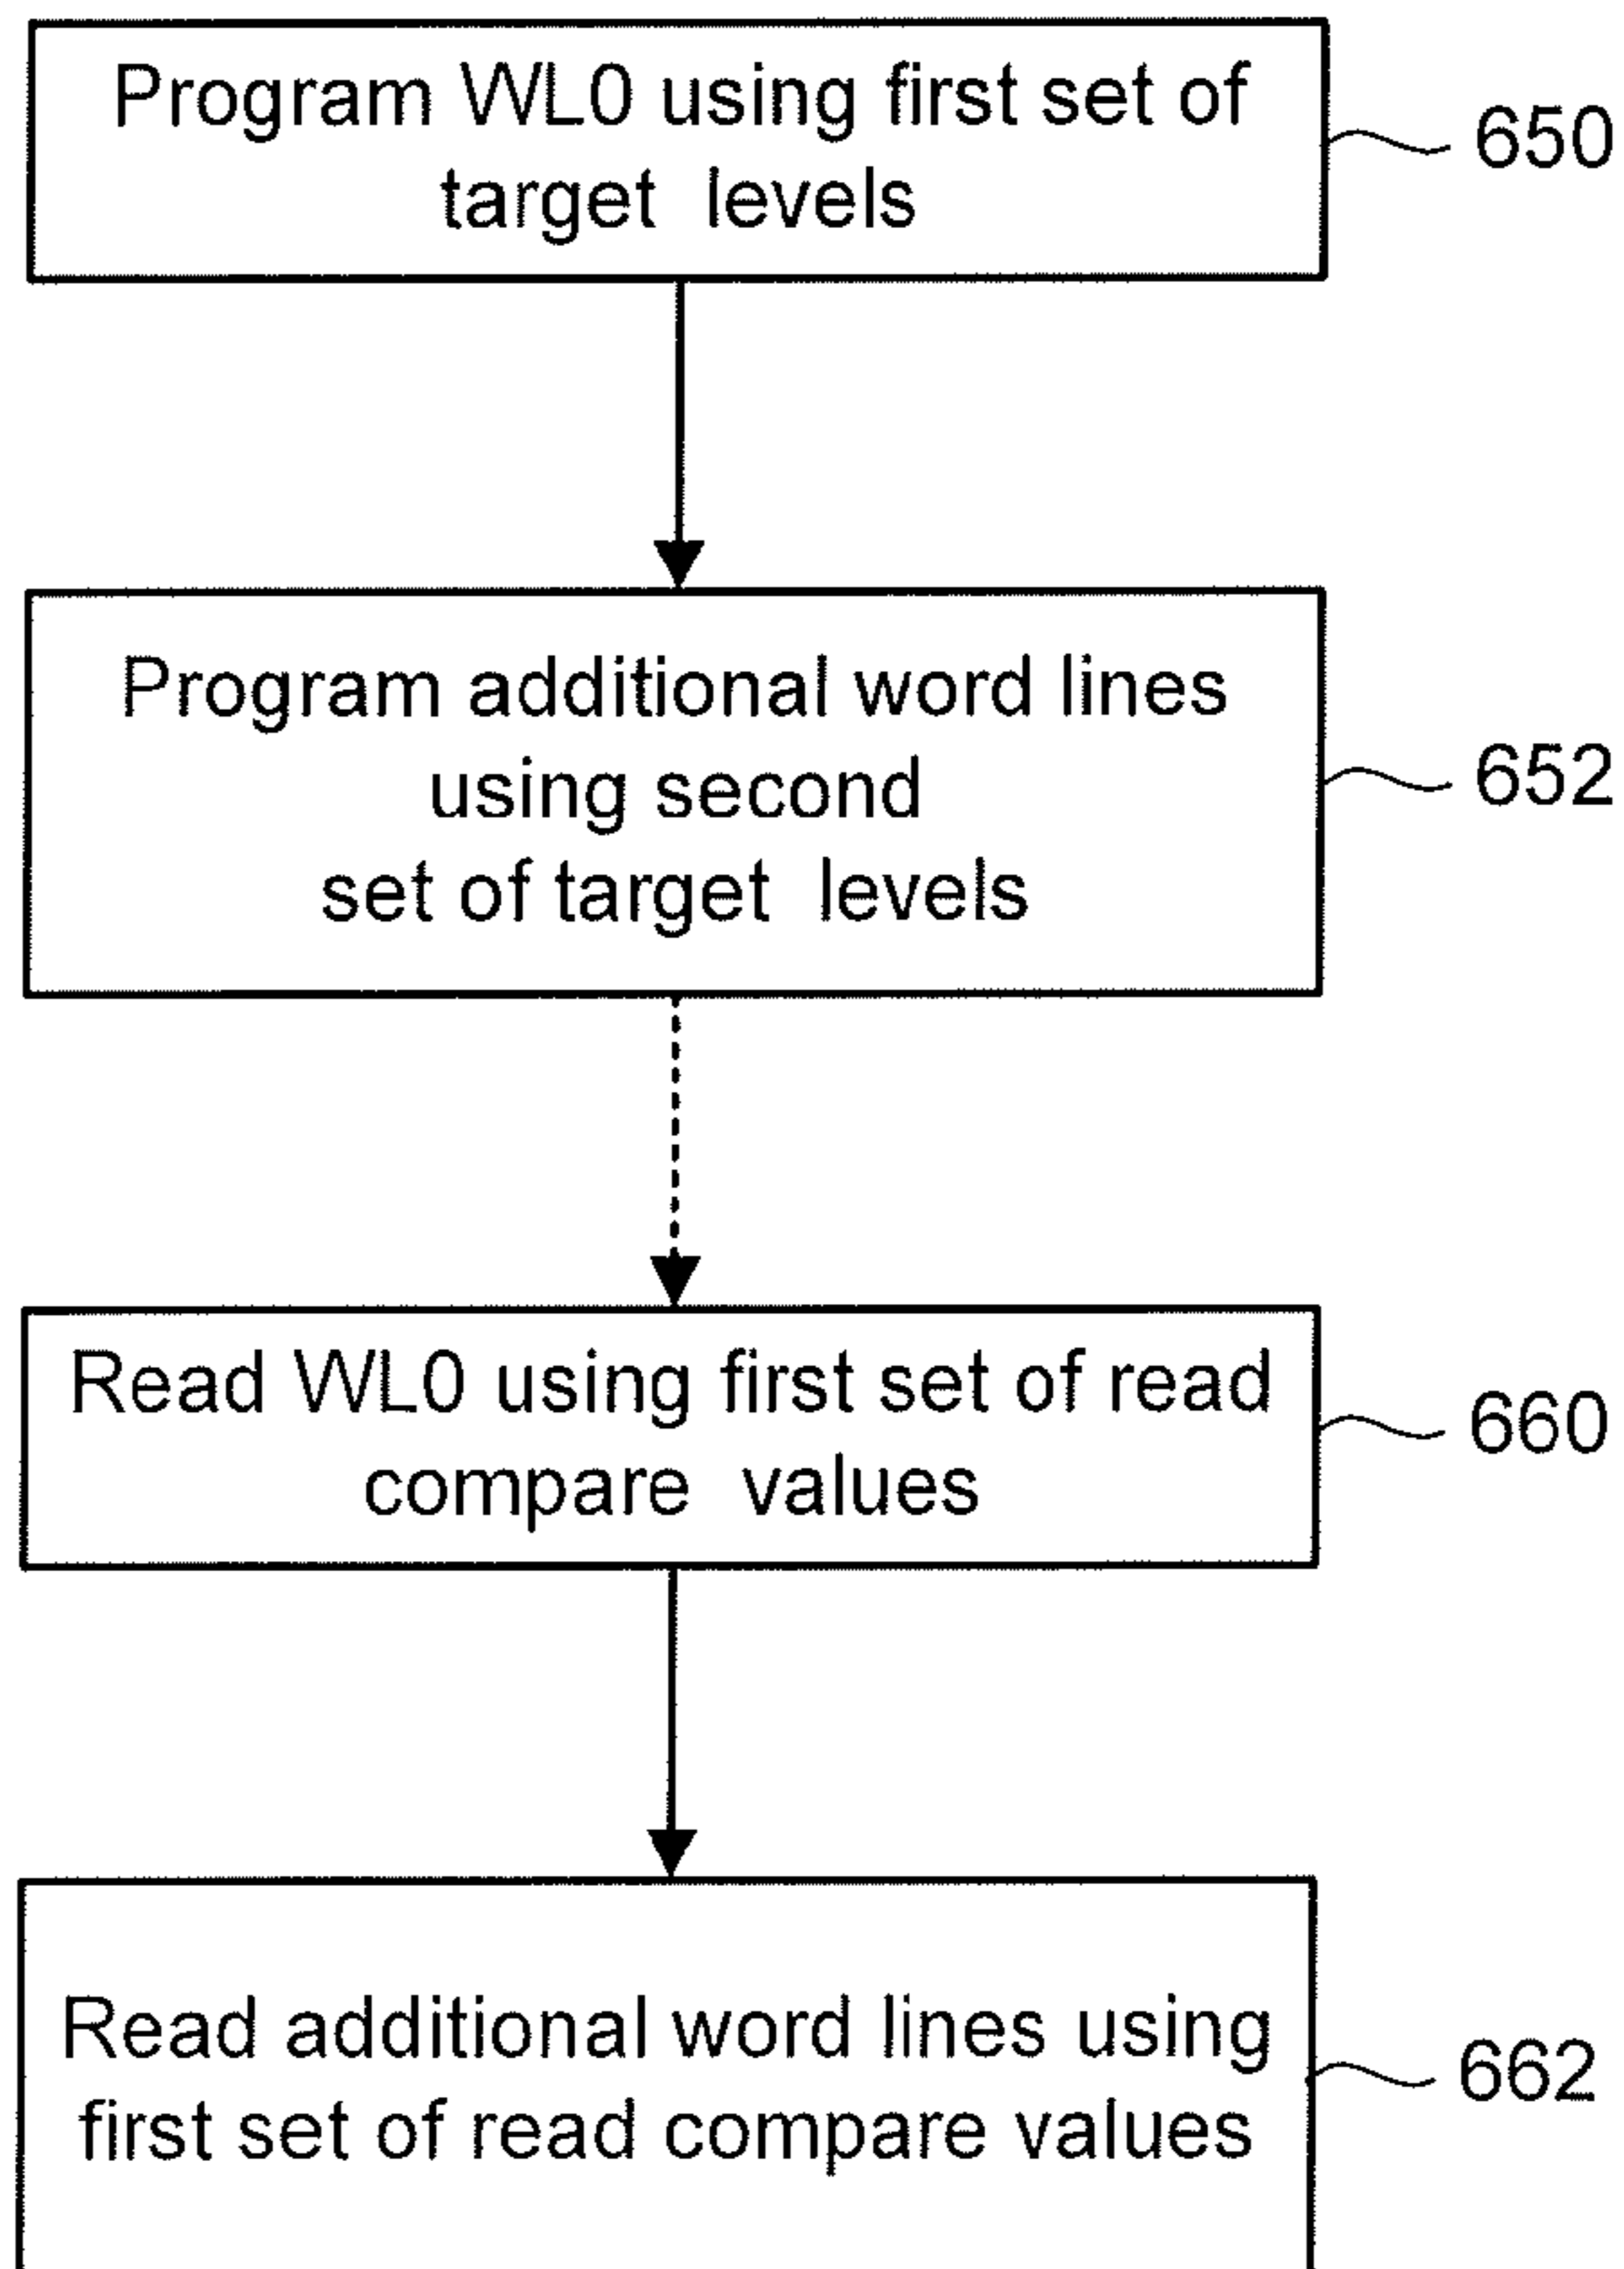 Program WL0 using first set of
target levels
650
Program additional word lines
using second
set of target levels
652
Read WL0 using first set of read
compare values
660
Read additional word lines using
first set of read compare values
662